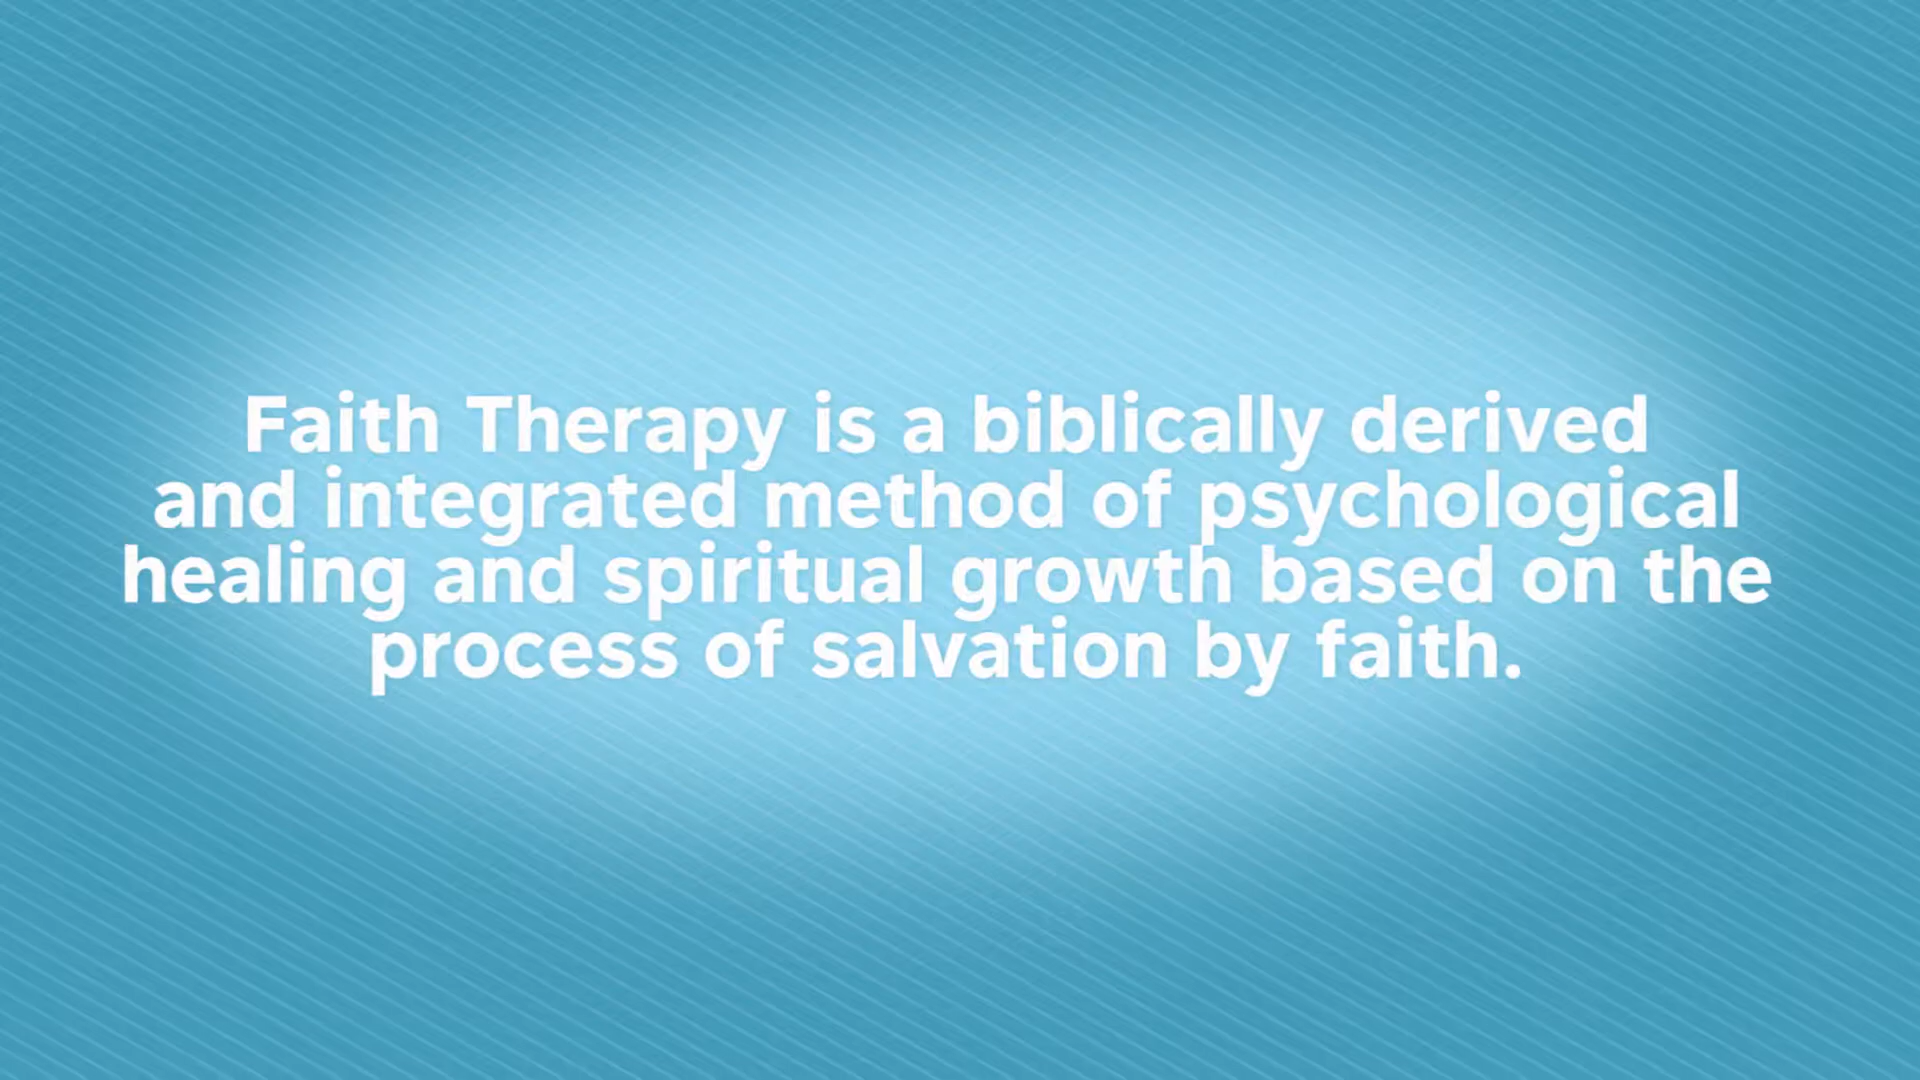 Faith Therapy is a biblically derived
and integrated method of psychological
healing and spiritual growth based on the
process of salvation by faith.